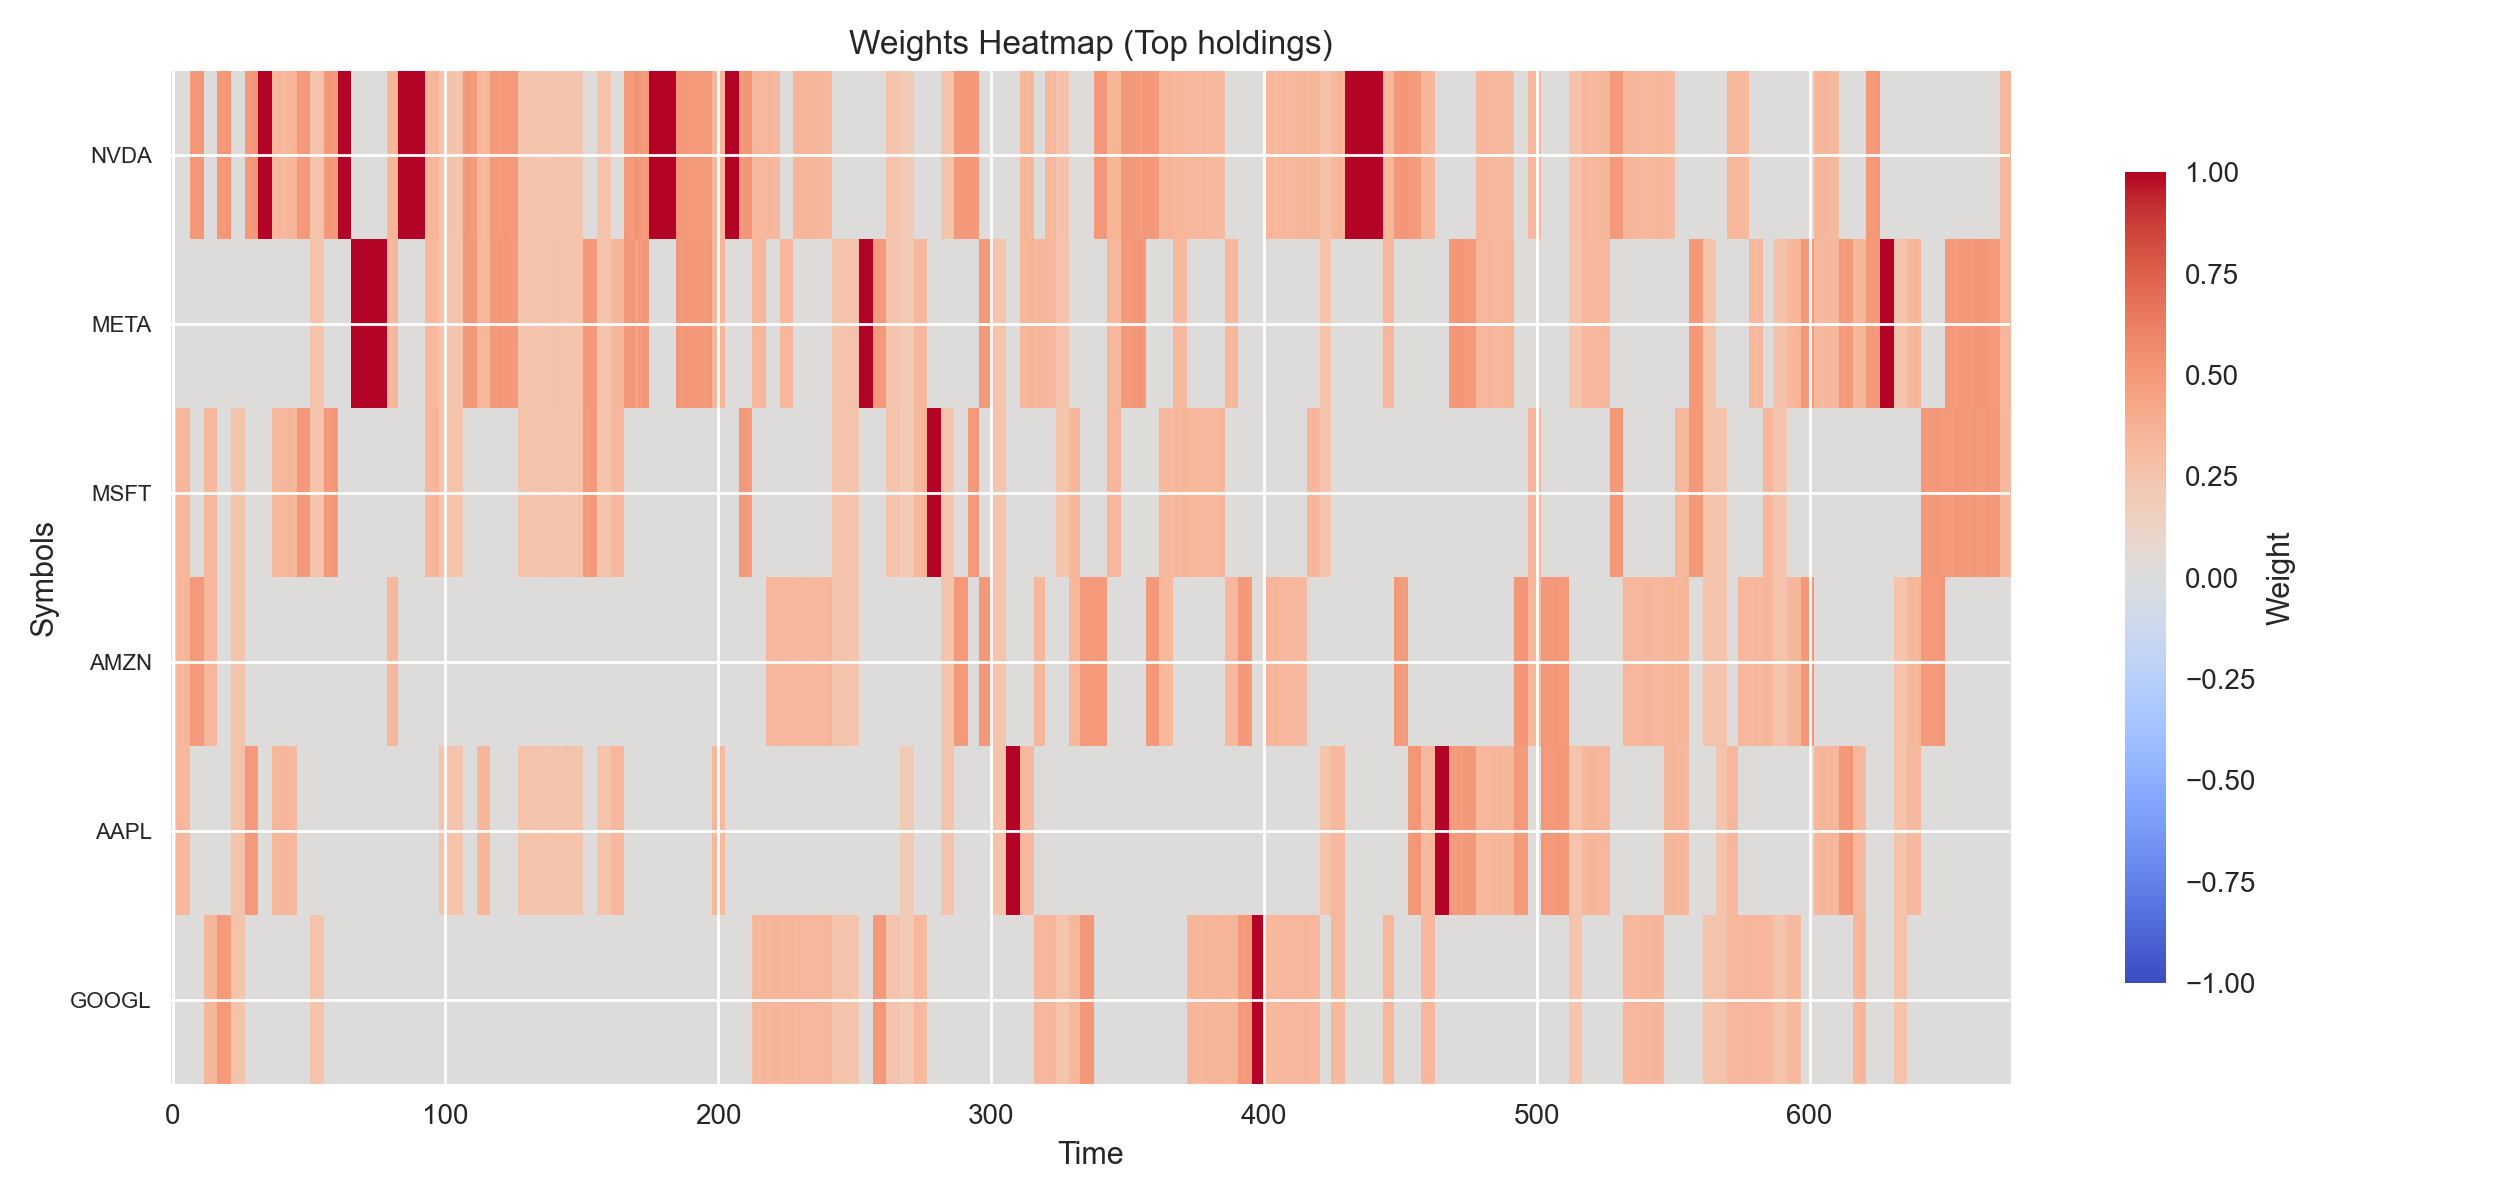 Weights Heatmap (Top holdings)
Symbols
NVDA
META
MSFT
AMZN
AAPL
GOOGL
0 100 200 300 400 500 600
Time
1.00
0.75
0.50
0.25
0.00
−0.25
−0.50
−0.75
−1.00
Weight